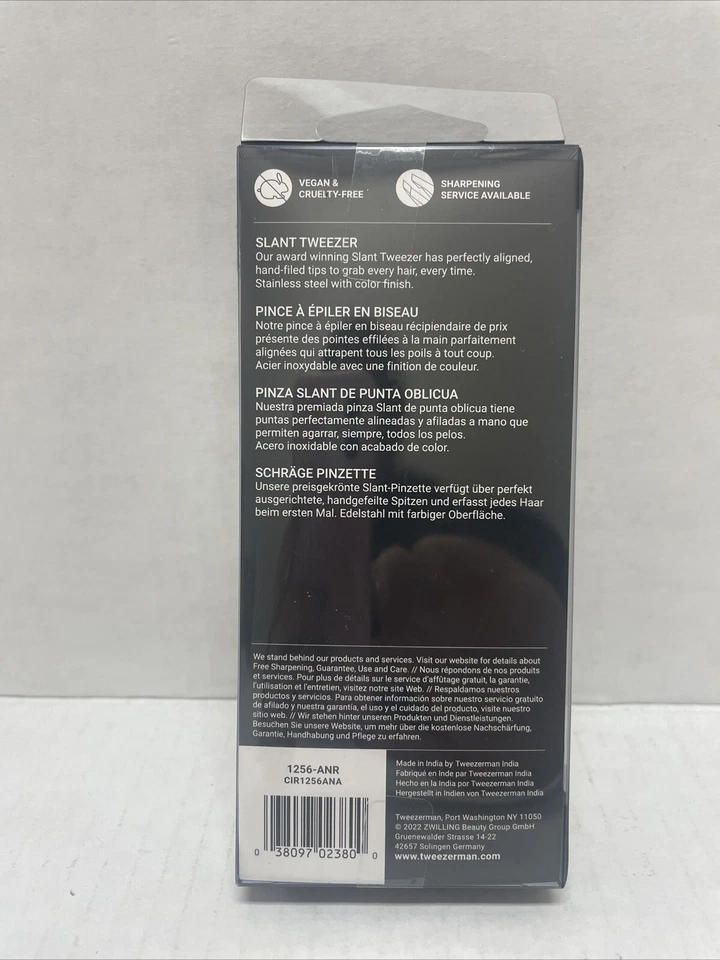 VEGAN &
CRUELTY-FREE
SHARPENING
SERVICE AVAILABLE
SLANT TWEEZER
Our award winning Slant Tweezer has perfectly aligned,
hand-filed tips to grab every hair, every time.
Stainless steel with color finish.
PINCE À ÉPILER EN BISEAU
Notre pince à épiler en biseau récipiendaire de prix
présente des pointes effilées à la main parfaitement
alignées qui attrapent tous les poils à tout coup.
Acier inoxydable avec une finition de couleur.
PINZA SLANT DE PUNTA OBLICUA
Nuestra premiada pinza Slant de punta oblicua tiene
puntas perfectamente alineadas y afiladas a mano que
permiten agarrar, siempre, todos los pelos.
Acero inoxidable con acabado de color.
SCHRÄGE PINZETTE
Unsere preisgekrönte Slant-Pinzette verfügt über perfekt
ausgerichtete, handgefeilte Spitzen und erfasst jedes Haar
beim ersten Mal. Edelstahl mit farbiger Oberfläche.
We stand behind our products and services. Visit our website for details about
Free Sharpening, Guarantee, Use and Care. // Nous répondons de nos produits
et services. Pour plus de détails sur le service d'affûtage gratuit, la garantie,
l'utilisation et l'entretien, visitez notre site Web. // Respaldamos nuestros
productos y servicios. Para obtener información sobre nuestro servicio gratuito
de afilado y nuestra garantía, el uso y el cuidado del producto, visite nuestro
sitio web. // Wir stehen hinter unseren Produkten und Dienstleistungen.
Besuchen Sie unsere Website, um mehr über die kostenlose Nachschärfung,
Garantie, Handhabung und Pflege zu erfahren.
1256-ANR
CIR1256ANA
0 38097 02380 0
Made in India by Tweezerman India
Fabriqué en Inde par Tweezerman India
Hecho en la India por Tweezerman India
Hergestellt in Indien von Tweezerman India
Tweezerman, Port Washington NY 11050
© 2022 ZWILLING Beauty Group GmbH
Gruenewalder Strasse 14-22
42657 Solingen Germany
www.tweezerman.com